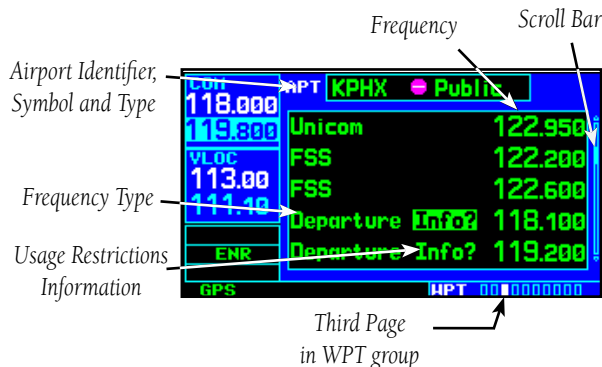 Frequency
Scroll Bar
Airport Identifier,
Symbol and Type
COM
APT KPHX Public
118.000
119.800
Unicom 122.950
VLOC
FSS 122.200
113.00
FSS 122.600
Frequency Type
111.10
Departure Info? 118.100
Usage Restrictions
Information
ENR
Departure Info? 119.200
GPS
WPT
Third Page
in WPT group